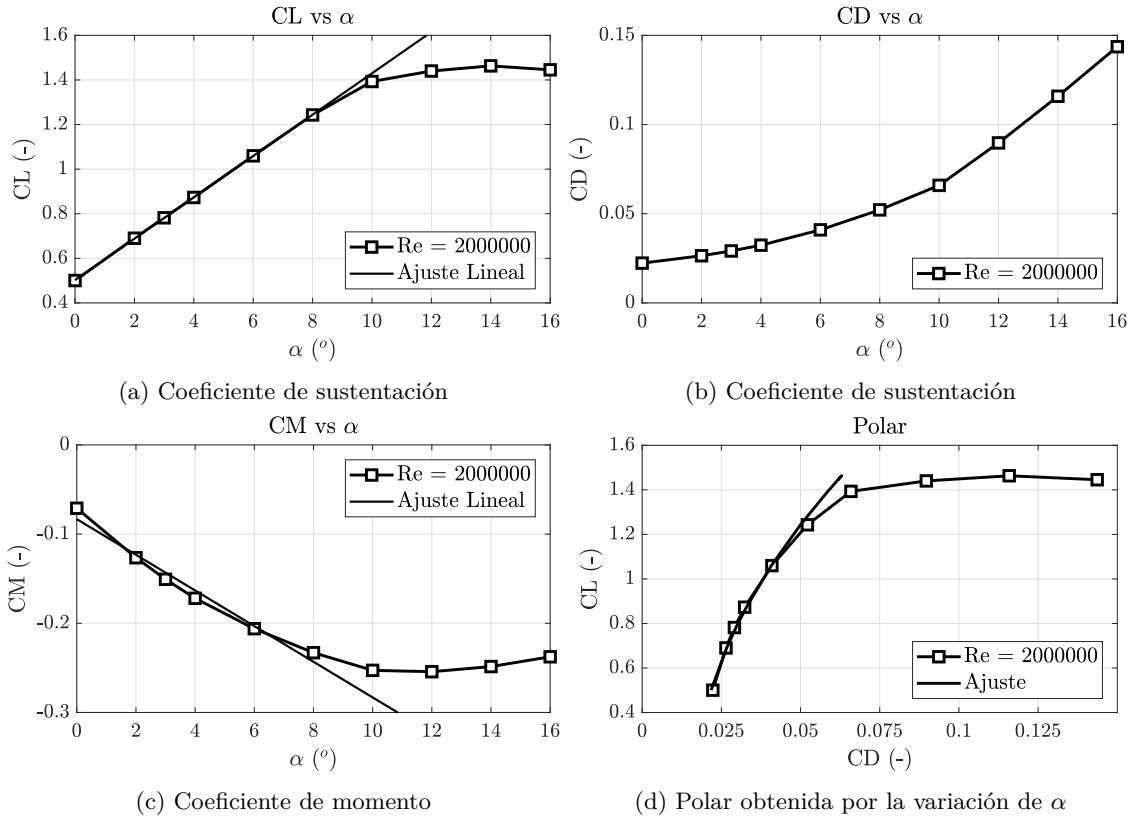 CL vs α
1.6
1.4
1.2
1
0.8
0.6
0.4
CL (-)
Re = 2000000
Ajuste Lineal
0 2 4 6 8 10 12 14 16
α (º)
(a) Coeficiente de sustentación
CD vs α
0.15
0.1
0.05
0
CD (-)
Re = 2000000
0 2 4 6 8 10 12 14 16
α (º)
(b) Coeficiente de sustentación
CM vs α
0
-0.1
-0.2
-0.3
CM (-)
Re = 2000000
Ajuste Lineal
0 2 4 6 8 10 12 14 16
α (º)
(c) Coeficiente de momento
Polar
1.6
1.4
1.2
1
0.8
0.6
0.4
CL (-)
Re = 2000000
Ajuste
0 0.025 0.05 0.075 0.1 0.125
CD (-)
(d) Polar obtenida por la variación de α